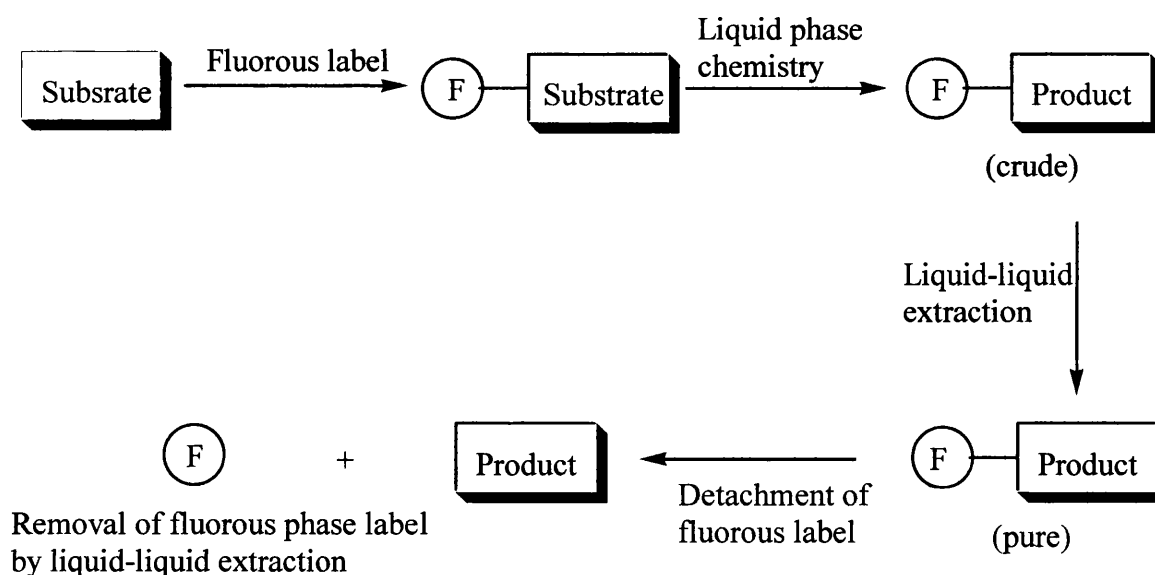 Subsrate
Fluorous label
F
Substrate
Liquid phase
chemistry
F
Product
(crude)
Liquid-liquid
extraction
F
Product
(pure)
Detachment of
fluorous label
F
+
Product
Removal of fluorous phase label
by liquid-liquid extraction